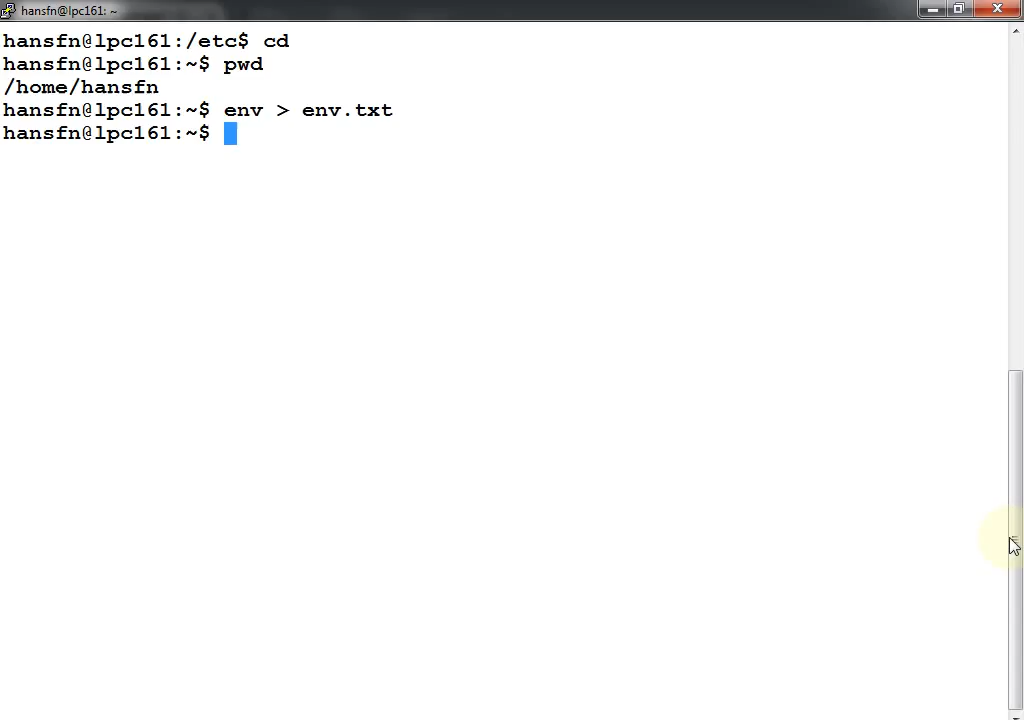 hansfn@lpc161: ~
hansfn@lpc161:/etc$ cd
hansfn@lpc161:~$ pwd
/home/hansfn
hansfn@lpc161:~$ env > env.txt
hansfn@lpc161:~$